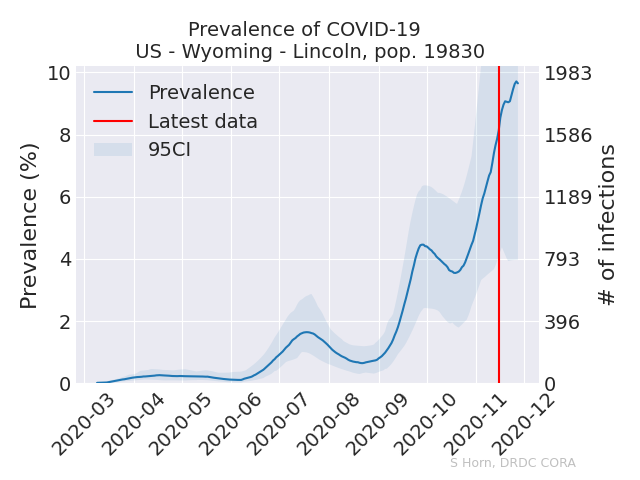 Prevalence of COVID-19
US - Wyoming - Lincoln, pop. 19830
Prevalence
Latest data
95CI
Prevalence (%)
10
8
6
4
2
0
1983
1586
1189
793
396
0
# of infections
2020-03
2020-04
2020-05
2020-06
2020-07
2020-08
2020-09
2020-10
2020-11
2020-12
S Horn, DRDC CORA